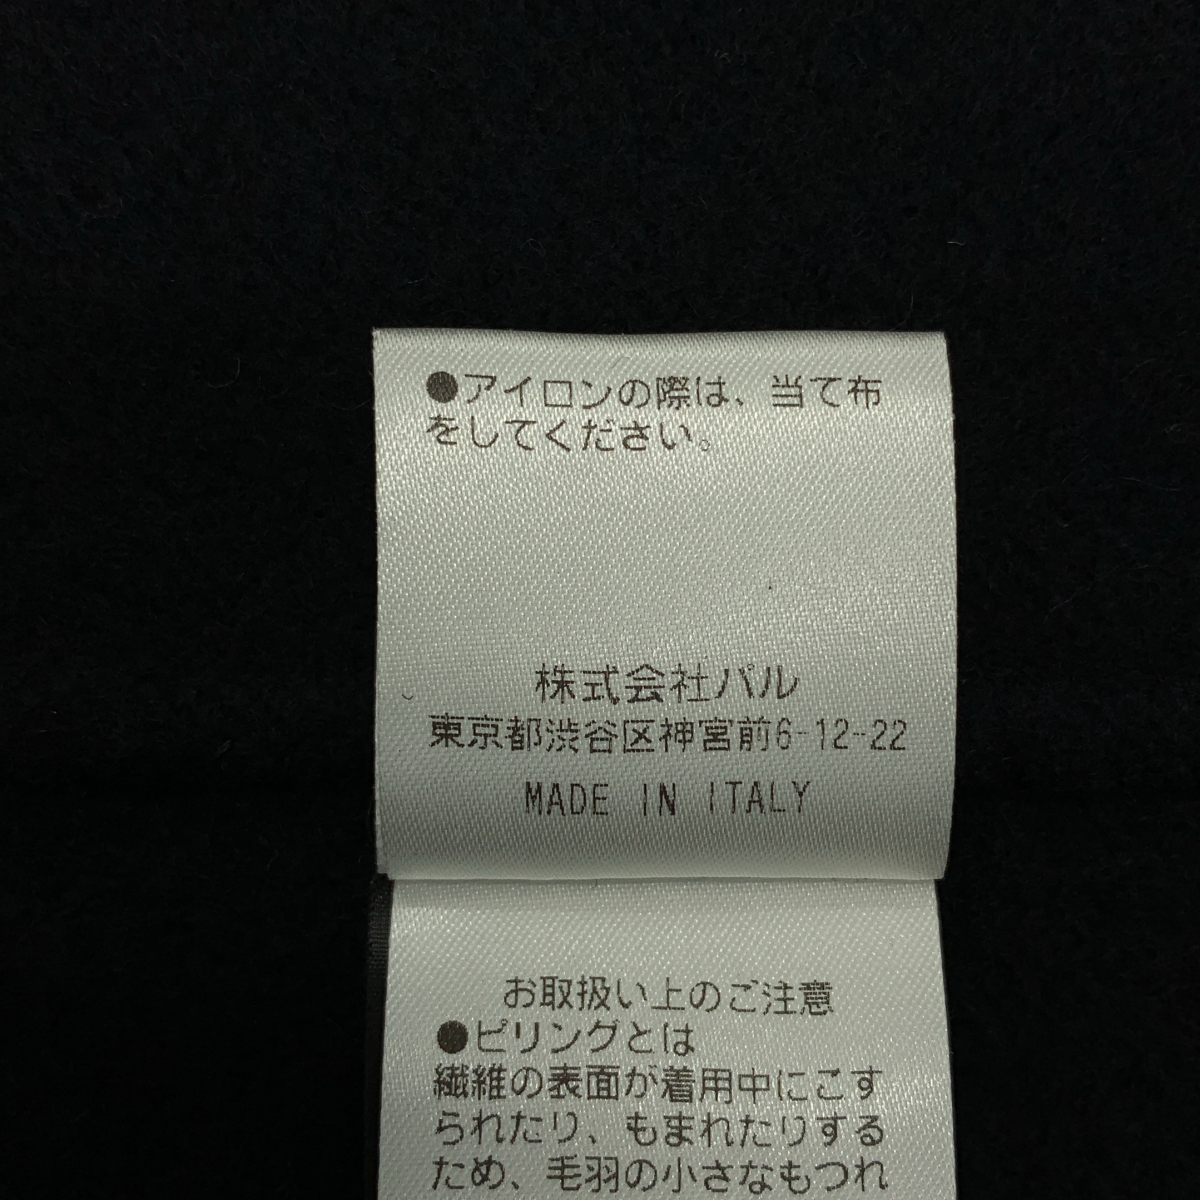 ●アイロンの際は、当て布
をしてください。
株式会社パル
東京都渋谷区神宮前6-12-22
MADE IN ITALY
お取扱い上のご注意
●ピリングとは
繊維の表面が着用中にこす
られたり、もまれたりする
ため、毛羽の小さなもつれ